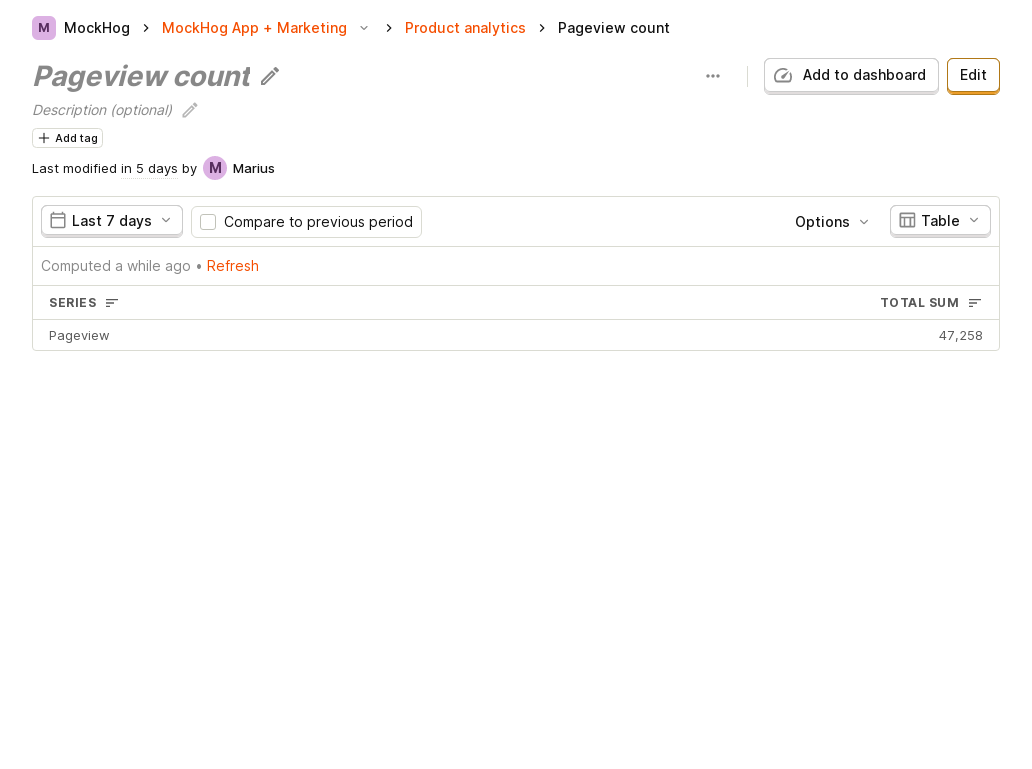 M MockHog MockHog App + Marketing Product analytics Pageview count
Pageview count
Add to dashboard Edit
Description (optional)
Add tag
Last modified in 5 days by M Marius
Last 7 days Compare to previous period Options Table
Computed a while ago • Refresh
SERIES TOTAL SUM
Pageview 47,258